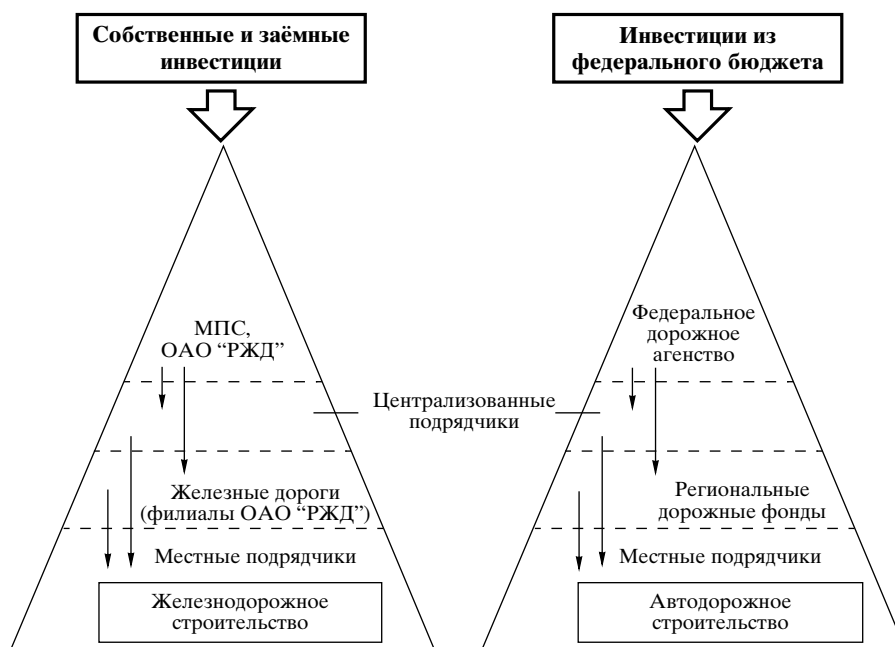 Собственные и заёмные
инвестиции
Инвестиции из
федерального бюджета
МПС,
ОАО “РЖД”
Федеральное
дорожное
агенство
Централизованные
подрядчики
Железные дороги
(филиалы ОАО “РЖД”)
Региональные
дорожные фонды
Местные подрядчики
Местные подрядчики
Железнодорожное
строительство
Автодорожное
строительство